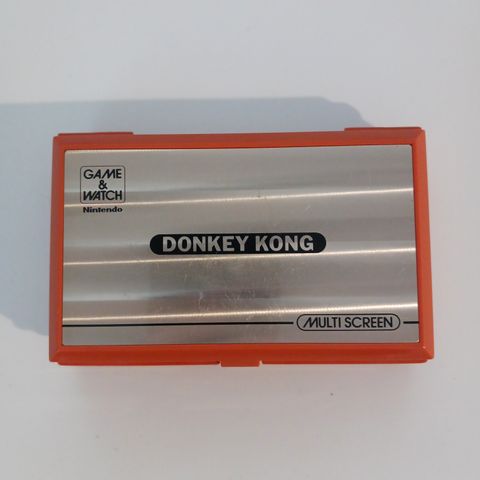 GAME
&
WATCH
Nintendo
DONKEY KONG
MULTI SCREEN